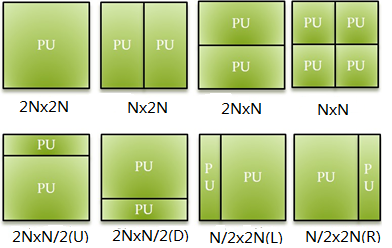 PU
PU PU
PU
PU
PU PU
PU PU
2Nx2N
Nx2N
2NxN
NxN
PU
PU
PU
PU
P
U
PU
PU
P
U
2NxN/2(U)
2NxN/2(D)
N/2x2N(L)
N/2x2N(R)